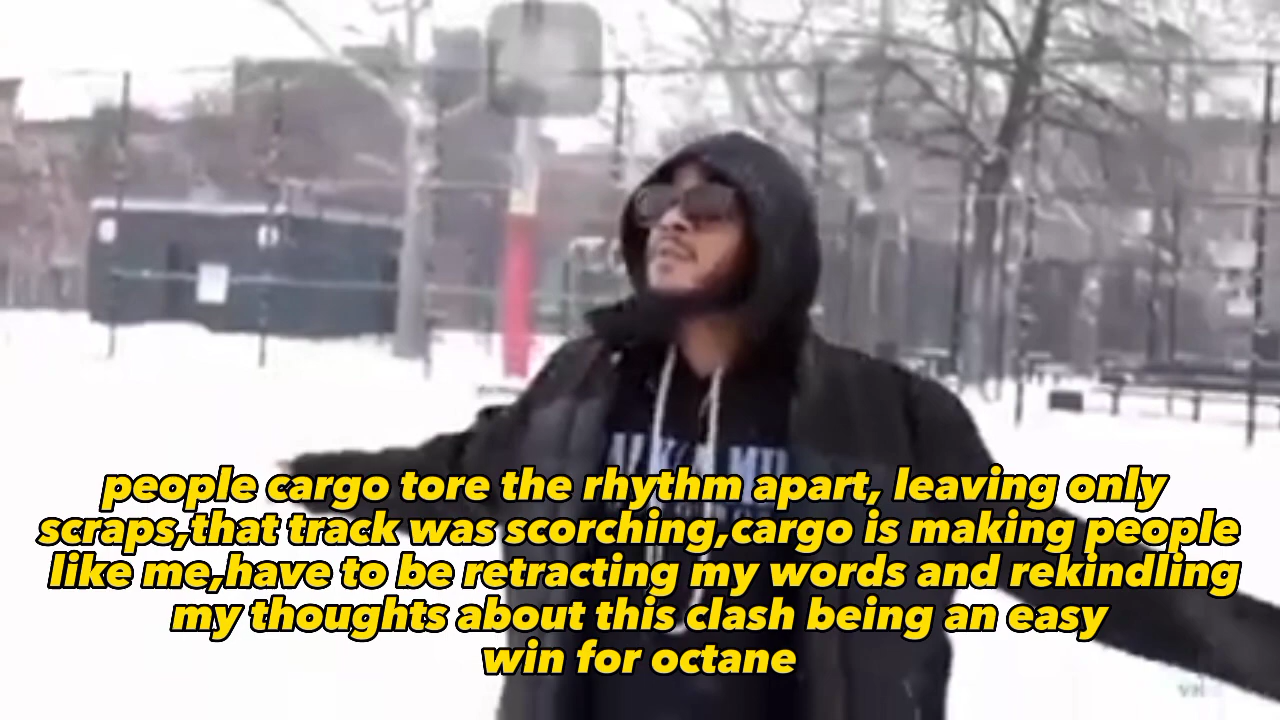 people cargo tore the rhythm apart, leaving only
scraps,that track was scorching,cargo is making people
like me,have to be retracting my words and rekindling
my thoughts about this clash being an easy
win for octane